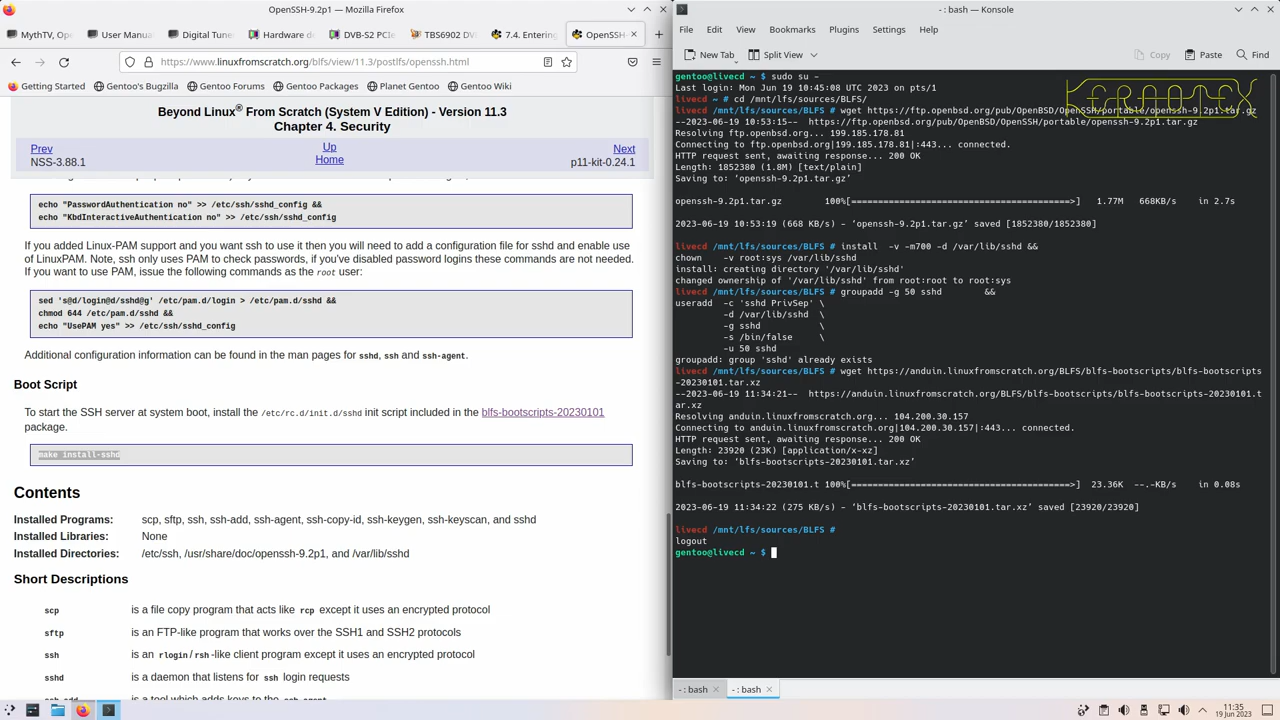 OpenSSH-9.2p1 — Mozilla Firefox
MythTV, Op
User Manua
Digital Tune
Hardware d
DVB-S2 PCIe
TBS6902 DV
7.4. Entering
OpenSSH-
https://www.linuxfromscratch.org/blfs/view/11.3/postlfs/openssh.html
Getting Started
Gentoo's Bugzilla
Gentoo Forums
Gentoo Packages
Planet Gentoo
Gentoo Wiki
Beyond Linux® From Scratch (System V Edition) - Version 11.3
Chapter 4. Security
Prev
Up
Next
NSS-3.88.1
Home
p11-kit-0.24.1
echo "PasswordAuthentication no" >> /etc/ssh/sshd_config &&
echo "KbdInteractiveAuthentication no" >> /etc/ssh/sshd_config
If you added Linux-PAM support and you want ssh to use it then you will need to add a configuration file for sshd and enable use
of LinuxPAM. Note, ssh only uses PAM to check passwords, if you've disabled password logins these commands are not needed.
If you want to use PAM, issue the following commands as the root user:
sed 's@d/login@d/sshd@g' /etc/pam.d/login > /etc/pam.d/sshd &&
chmod 644 /etc/pam.d/sshd &&
echo "UsePAM yes" >> /etc/ssh/sshd_config
Additional configuration information can be found in the man pages for sshd, ssh and ssh-agent.
Boot Script
To start the SSH server at system boot, install the /etc/rc.d/init.d/sshd init script included in the blfs-bootscripts-20230101
package.
make install-sshd
Contents
Installed Programs: scp, sftp, ssh, ssh-add, ssh-agent, ssh-copy-id, ssh-keygen, ssh-keyscan, and sshd
Installed Libraries: None
Installed Directories: /etc/ssh, /usr/share/doc/openssh-9.2p1, and /var/lib/sshd
Short Descriptions
scp is a file copy program that acts like rcp except it uses an encrypted protocol
sftp is an FTP-like program that works over the SSH1 and SSH2 protocols
ssh is an rlogin/rsh-like client program except it uses an encrypted protocol
sshd is a daemon that listens for ssh login requests
- : bash — Konsole
File Edit View Bookmarks Plugins Settings Help
New Tab
Split View
Copy
Paste
Find
gentoo@livecd ~ $ sudo su -
Last login: Mon Jun 19 10:45:08 UTC 2023 on pts/1
livecd ~ # cd /mnt/lfs/sources/BLFS/
livecd /mnt/lfs/sources/BLFS # wget https://ftp.openbsd.org/pub/OpenBSD/OpenSSH/portable/openssh-9.2p1.tar.gz
--2023-06-19 10:53:15-- https://ftp.openbsd.org/pub/OpenBSD/OpenSSH/portable/openssh-9.2p1.tar.gz
Resolving ftp.openbsd.org... 199.185.178.81
Connecting to ftp.openbsd.org|199.185.178.81|:443... connected.
HTTP request sent, awaiting response... 200 OK
Length: 1852380 (1.8M) [text/plain]
Saving to: ‘openssh-9.2p1.tar.gz’
openssh-9.2p1.tar.gz 100%[========================================>] 1.77M 668KB/s in 2.7s
2023-06-19 10:53:19 (668 KB/s) - ‘openssh-9.2p1.tar.gz’ saved [1852380/1852380]
livecd /mnt/lfs/sources/BLFS # install -v -m700 -d /var/lib/sshd &&
chown -v root:sys /var/lib/sshd
install: creating directory '/var/lib/sshd'
changed ownership of '/var/lib/sshd' from root:root to root:sys
livecd /mnt/lfs/sources/BLFS # groupadd -g 50 sshd &&
useradd -c 'sshd PrivSep' \
-d /var/lib/sshd \
-g sshd \
-s /bin/false \
-u 50 sshd
groupadd: group 'sshd' already exists
livecd /mnt/lfs/sources/BLFS # wget https://anduin.linuxfromscratch.org/BLFS/blfs-bootscripts/blfs-bootscripts
-20230101.tar.xz
--2023-06-19 11:34:21-- https://anduin.linuxfromscratch.org/BLFS/blfs-bootscripts/blfs-bootscripts-20230101.t
ar.xz
Resolving anduin.linuxfromscratch.org... 104.200.30.157
Connecting to anduin.linuxfromscratch.org|104.200.30.157|:443... connected.
HTTP request sent, awaiting response... 200 OK
Length: 23920 (23K) [application/x-xz]
Saving to: ‘blfs-bootscripts-20230101.tar.xz’
blfs-bootscripts-20230101.t 100%[========================================>] 23.36K --.-KB/s in 0.08s
2023-06-19 11:34:22 (275 KB/s) - ‘blfs-bootscripts-20230101.tar.xz’ saved [23920/23920]
livecd /mnt/lfs/sources/BLFS #
logout
gentoo@livecd ~ $
- : bash
- : bash
11:35
19 Jun 2023